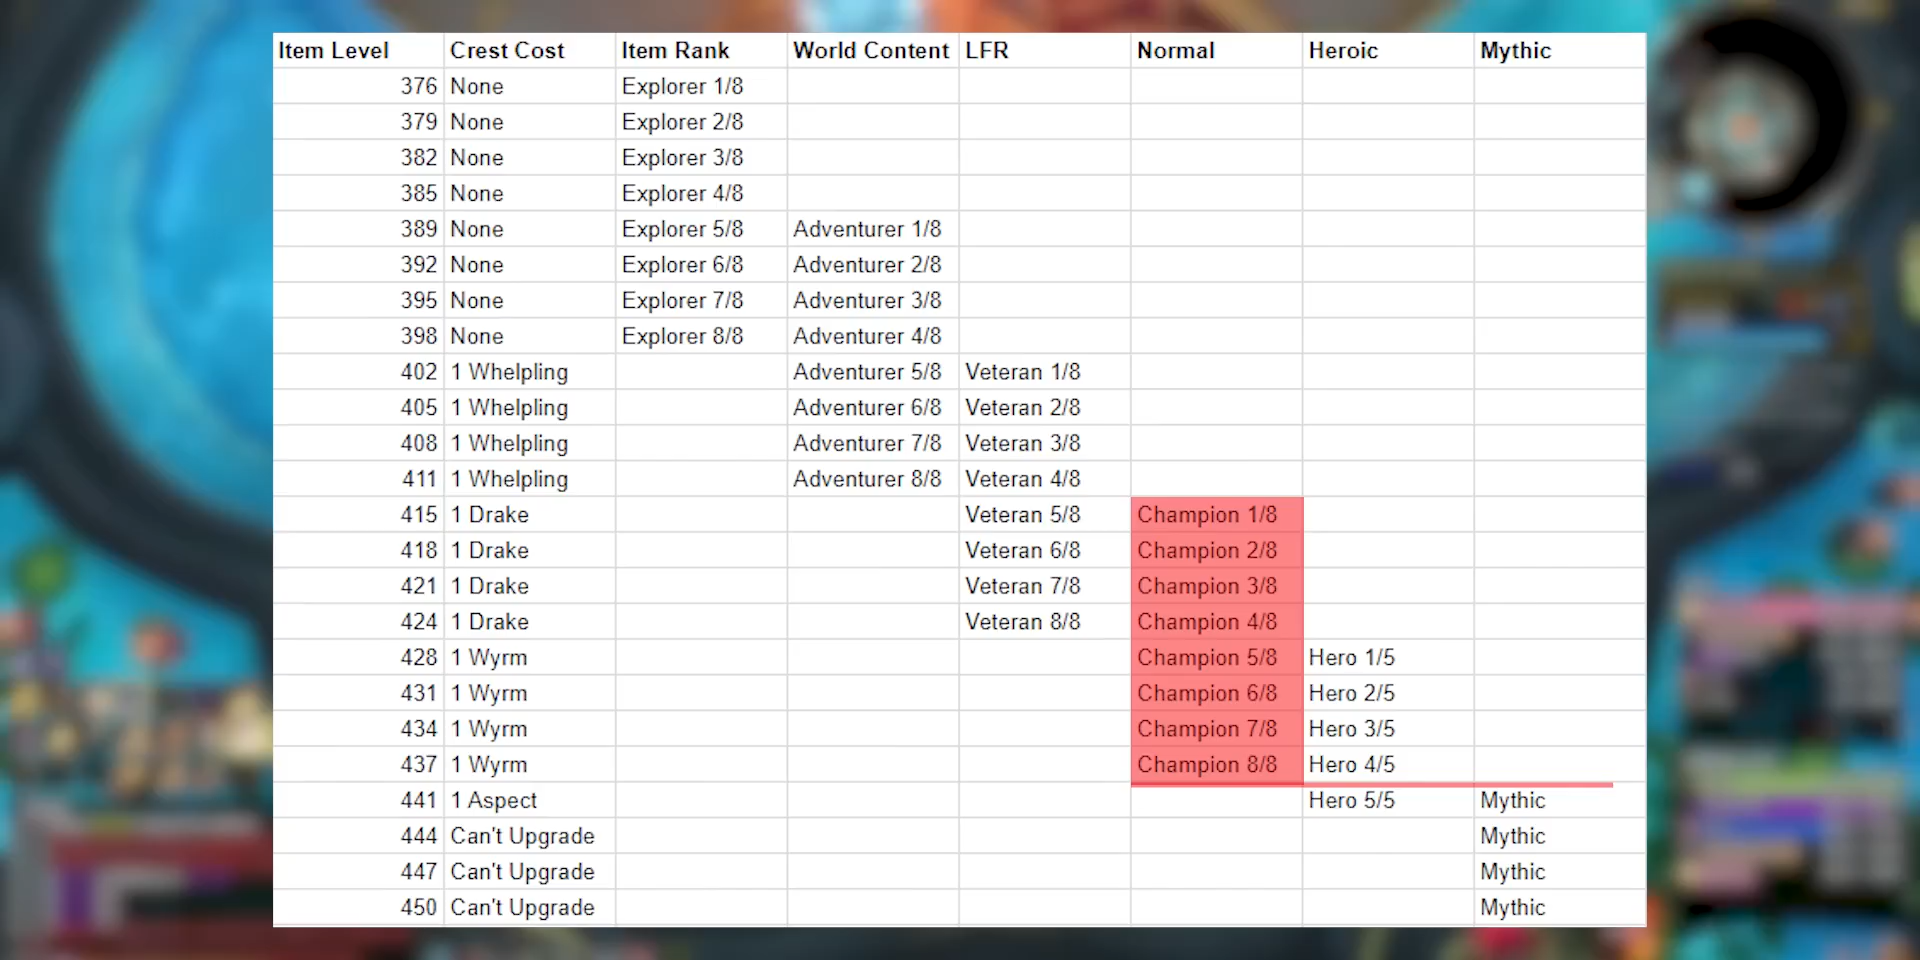 Item Level Crest Cost Item Rank World Content LFR Normal Heroic Mythic
376 None Explorer 1/8
379 None Explorer 2/8
382 None Explorer 3/8
385 None Explorer 4/8
389 None Explorer 5/8 Adventurer 1/8
392 None Explorer 6/8 Adventurer 2/8
395 None Explorer 7/8 Adventurer 3/8
398 None Explorer 8/8 Adventurer 4/8
402 1 Whelpling Adventurer 5/8 Veteran 1/8
405 1 Whelpling Adventurer 6/8 Veteran 2/8
408 1 Whelpling Adventurer 7/8 Veteran 3/8
411 1 Whelpling Adventurer 8/8 Veteran 4/8
415 1 Drake Veteran 5/8 Champion 1/8
418 1 Drake Veteran 6/8 Champion 2/8
421 1 Drake Veteran 7/8 Champion 3/8
424 1 Drake Veteran 8/8 Champion 4/8
428 1 Wyrm Champion 5/8 Hero 1/5
431 1 Wyrm Champion 6/8 Hero 2/5
434 1 Wyrm Champion 7/8 Hero 3/5
437 1 Wyrm Champion 8/8 Hero 4/5
441 1 Aspect Hero 5/5 Mythic
444 Can't Upgrade Mythic
447 Can't Upgrade Mythic
450 Can't Upgrade Mythic